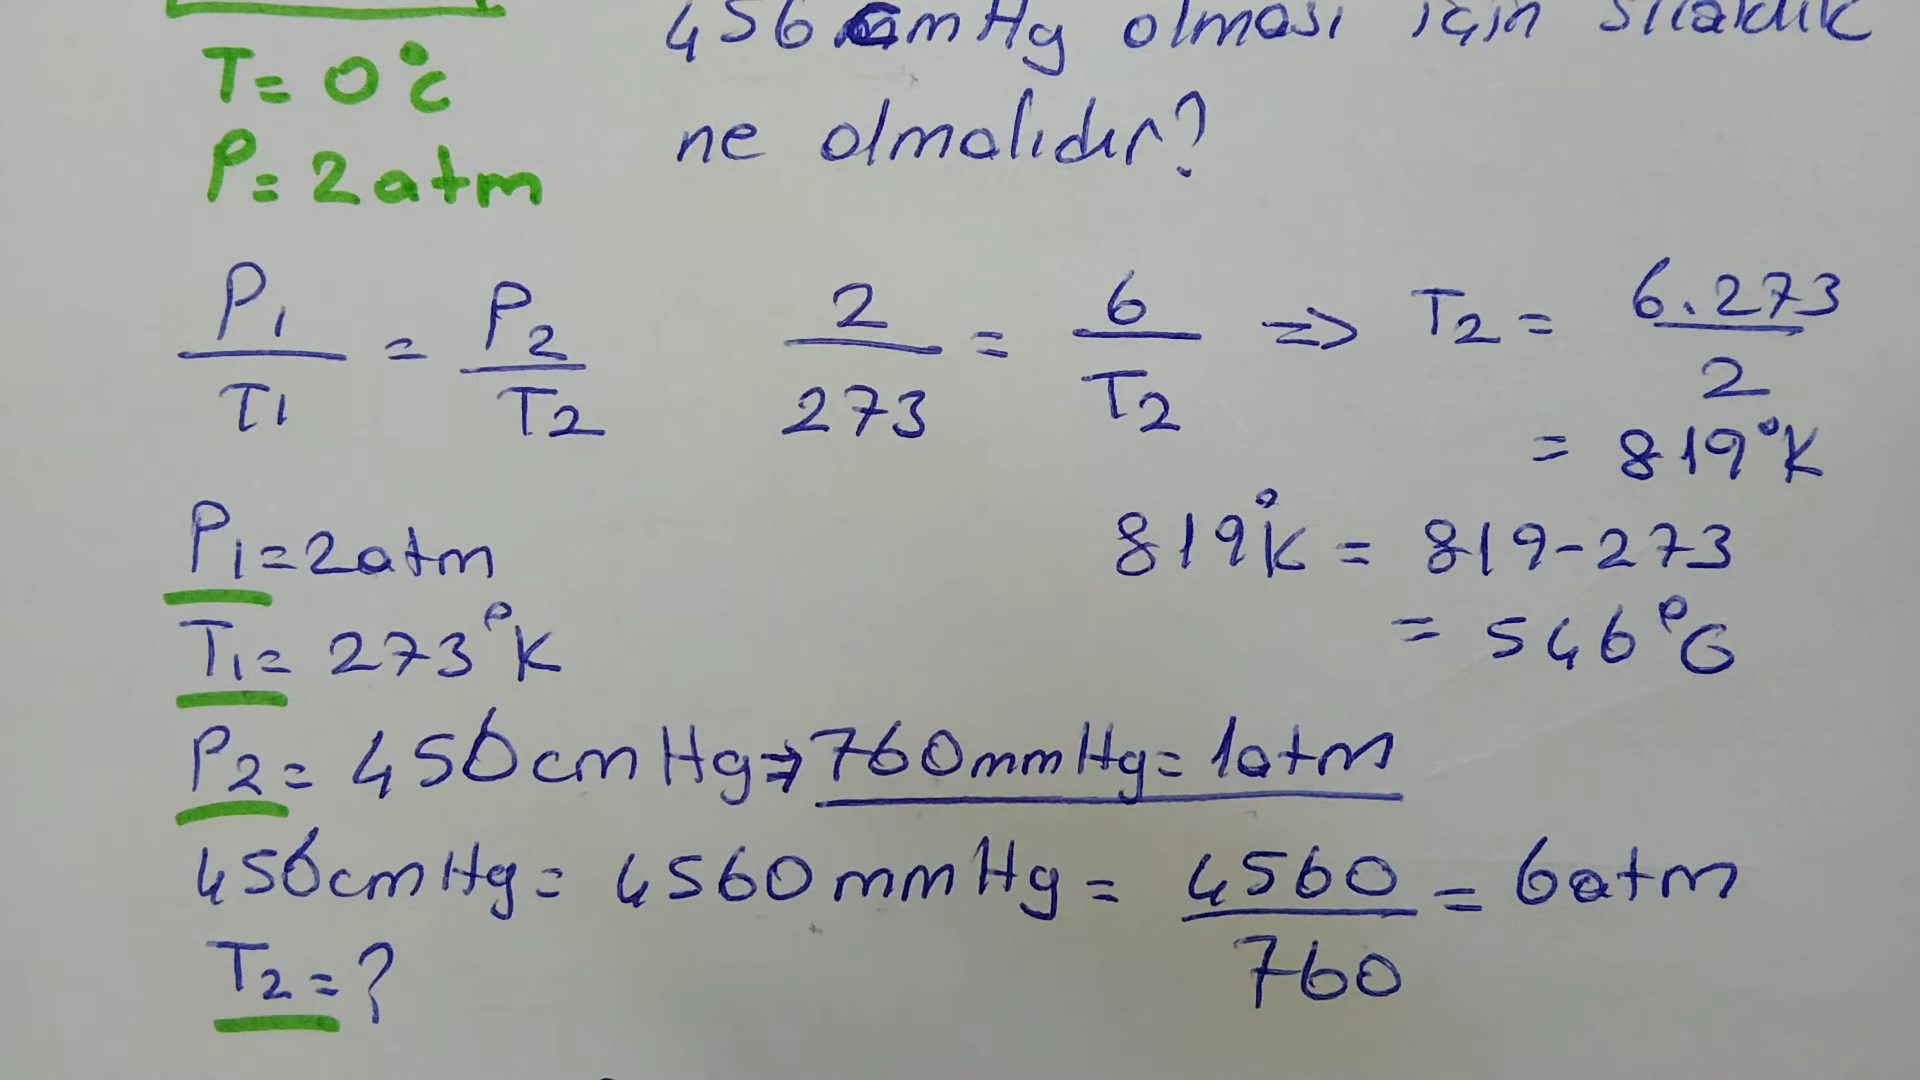 T= 0°c
P= 2atm
456 cmHg olması için sıcaklık
ne olmalıdır?
P1/T1 = P2/T2
2/273 = 6/T2 => T2 = 6.273/2
= 819°K
819°K = 819-273
= 546°C
P1=2atm
T1= 273°K
P2= 456cmHg→760mmHg=1atm
456cmHg= 4560mmHg= 4560/760 = 6atm
T2=?